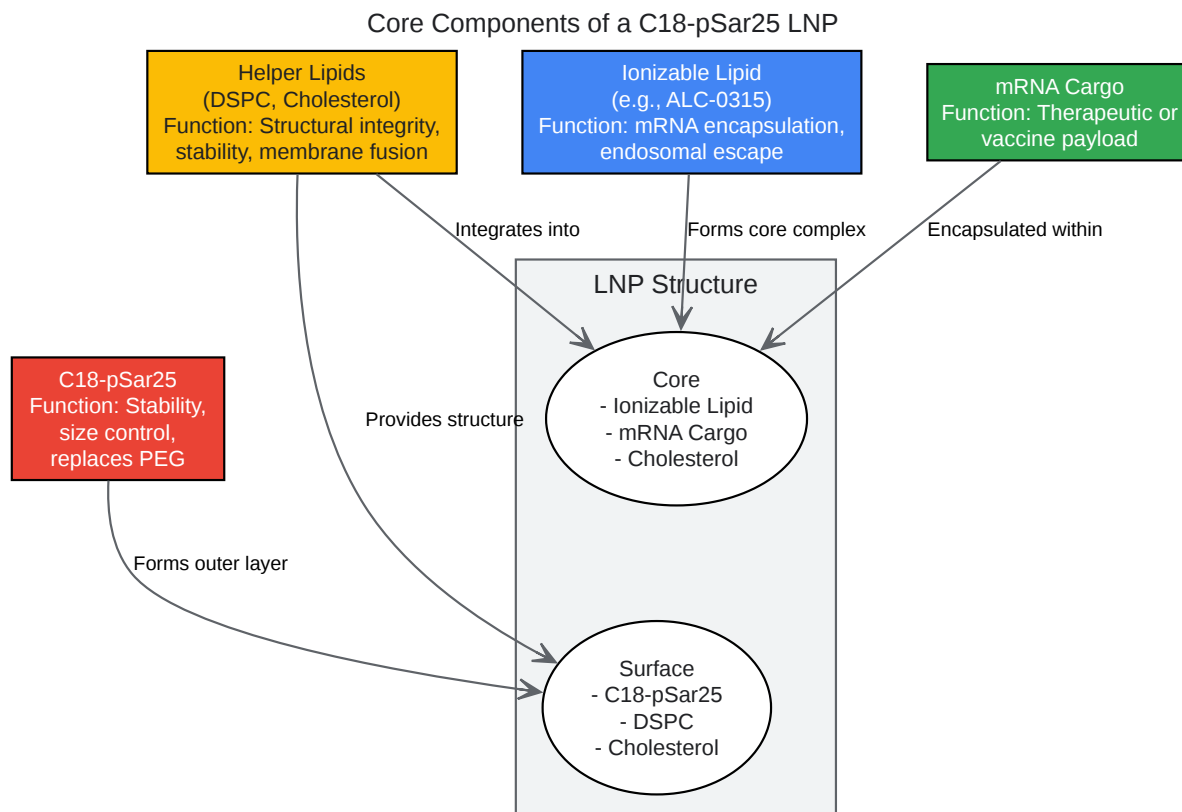 Core Components of a C18-pSar25 LNP
Helper Lipids
(DSPC, Cholesterol)
Function: Structural integrity,
stability, membrane fusion
Ionizable Lipid
(e.g., ALC-0315)
Function: mRNA encapsulation,
endosomal escape
mRNA Cargo
Function: Therapeutic or
vaccine payload
Integrates into
Forms core complex
Encapsulated within
LNP Structure
C18-pSar25
Function: Stability,
size control,
replaces PEG
Provides structure
Core
- Ionizable Lipid
- mRNA Cargo
- Cholesterol
Forms outer layer
Surface
- C18-pSar25
- DSPC
- Cholesterol